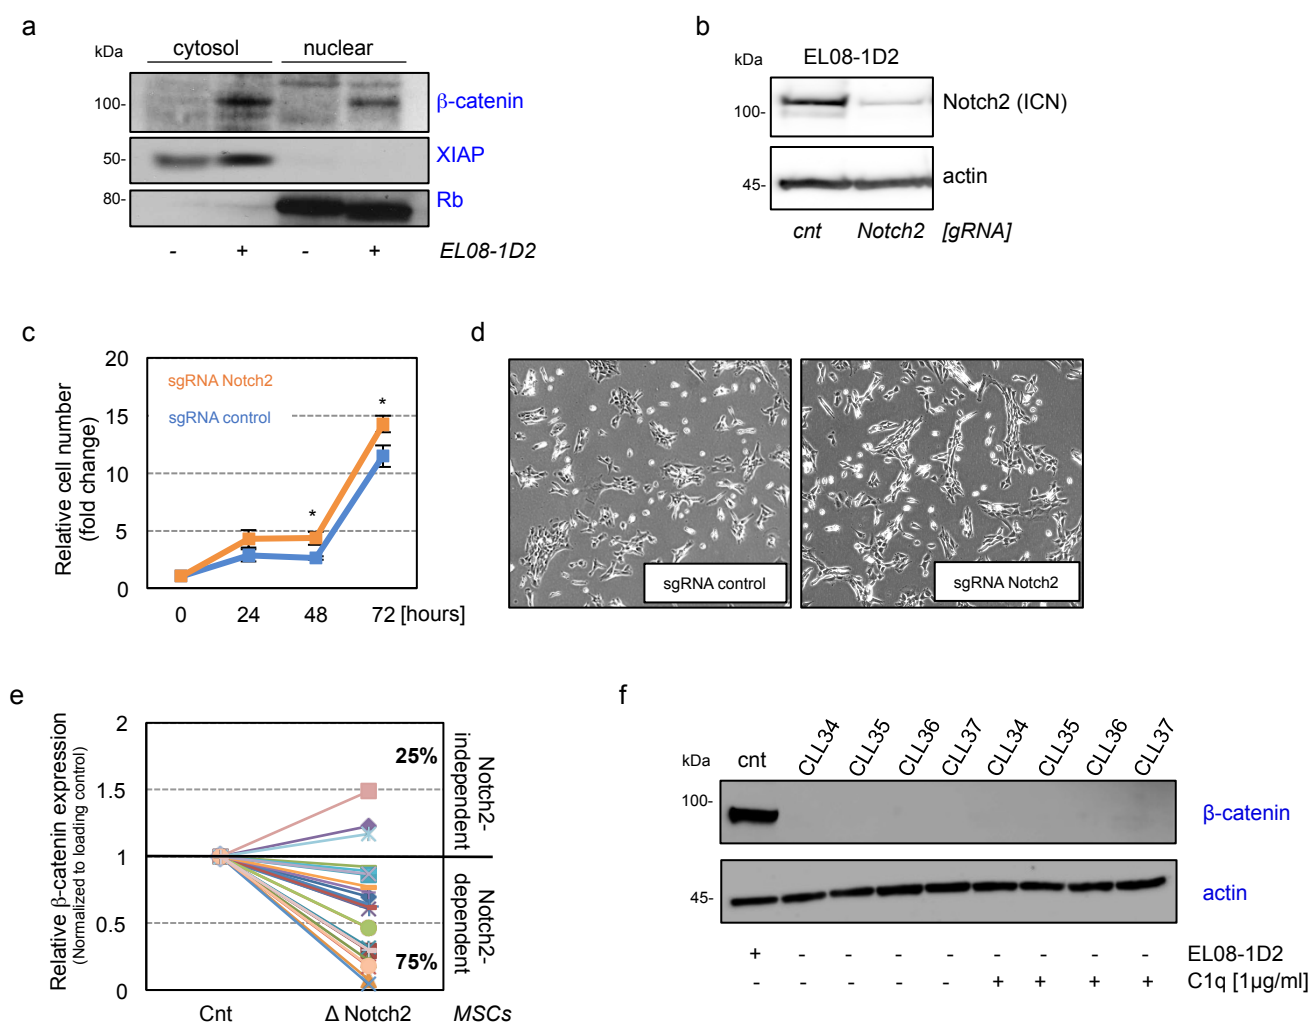 a
kDa
cytosol
nuclear
100-
β-catenin
50-
XIAP
80-
Rb
- + - + EL08-1D2
b
kDa
EL08-1D2
100-
Notch2 (ICN)
45-
actin
cnt Notch2 [gRNA]
c
Relative cell number
(fold change)
20
15
10
5
0
sgRNA Notch2
sgRNA control
*
*
0 24 48 72 [hours]
d
sgRNA control
sgRNA Notch2
e
Relative β-catenin expression
(Normalized to loading control)
2
1.5
1
0.5
0
25%
Notch2-
independent
75%
Notch2-
dependent
Cnt Δ Notch2 MSCs
f
kDa
cnt CLL34 CLL35 CLL36 CLL37 CLL34 CLL35 CLL36 CLL37
100-
β-catenin
45-
actin
+ - - - - - - - - EL08-1D2
- - - - - + + + + C1q [1µg/ml]